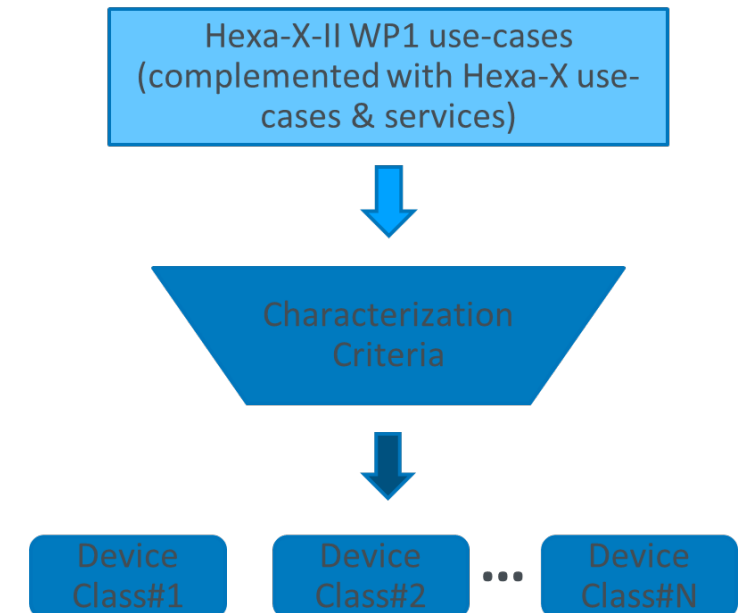 Hexa-X-II WP1 use-cases
(complemented with Hexa-X use-
cases & services)
Characterization
Criteria
Device
Class#1
Device
Class#2
...
Device
Class#N